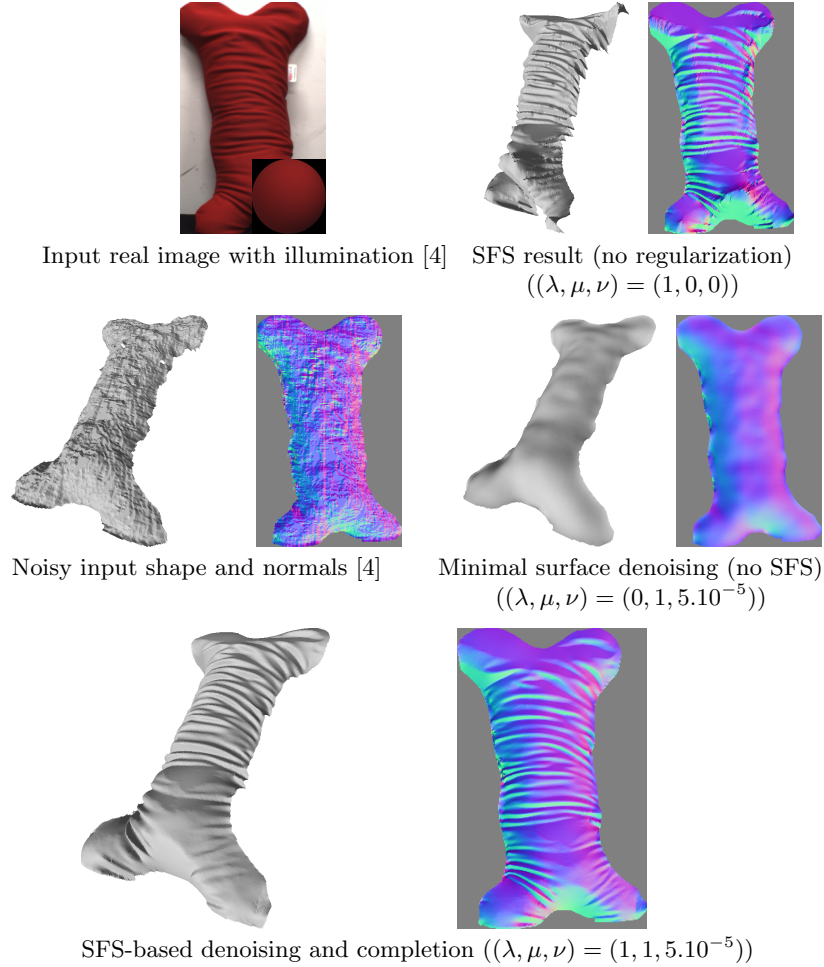 Input real image with illumination [4]
SFS result (no regularization)
((λ, μ, ν) = (1, 0, 0))
Noisy input shape and normals [4]
Minimal surface denoising (no SFS)
((λ, μ, ν) = (0, 1, 5.10⁻⁵))
SFS-based denoising and completion ((λ, μ, ν) = (1, 1, 5.10⁻⁵))